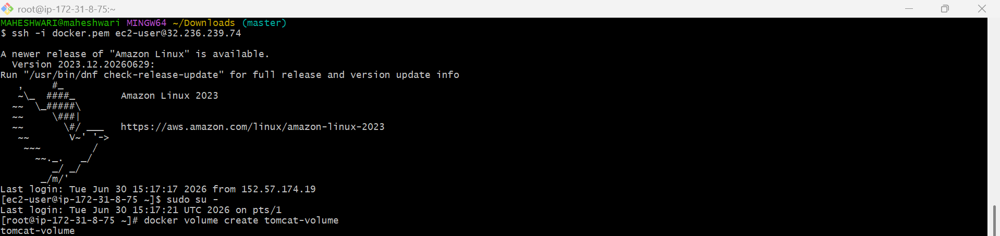 root@ip-172-31-8-75:~
MAHESHWARI@maheshwari MINGW64 ~/Downloads (master)
$ ssh -i docker.pem ec2-user@32.236.239.74
A newer release of "Amazon Linux" is available.
  Version 2023.12.20260629:
Run "/usr/bin/dnf check-release-update" for full release and version update info
   ,     #_
   ~\_  ####_        Amazon Linux 2023
  ~~  \_#####\
  ~~     \###|
  ~~       \#/ ___   https://aws.amazon.com/linux/amazon-linux-2023
   ~~       V~' '->
    ~~~         /
      ~~._.   _/
         _/ _/
       _/m/'
Last login: Tue Jun 30 15:17:17 2026 from 152.57.174.19
[ec2-user@ip-172-31-8-75 ~]$ sudo su -
Last login: Tue Jun 30 15:17:21 UTC 2026 on pts/1
[root@ip-172-31-8-75 ~]# docker volume create tomcat-volume
tomcat-volume